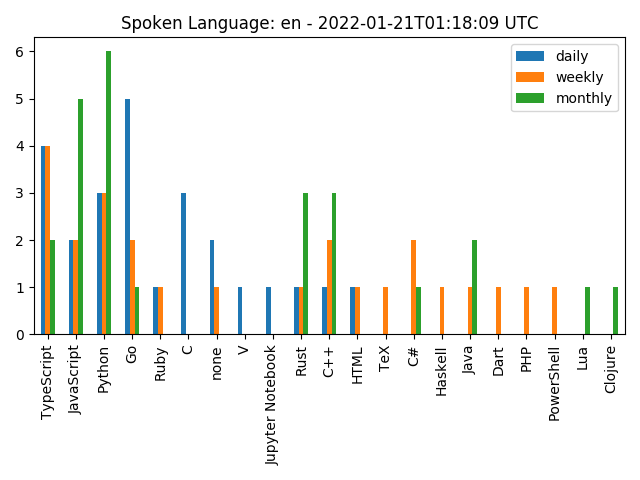 Spoken Language: en - 2022-01-21T01:18:09 UTC
daily
weekly
monthly
6
5
4
3
2
1
0
TypeScript
JavaScript
Python
Go
Ruby
C
none
V
Jupyter Notebook
Rust
C++
HTML
TeX
C#
Haskell
Java
Dart
PHP
PowerShell
Lua
Clojure